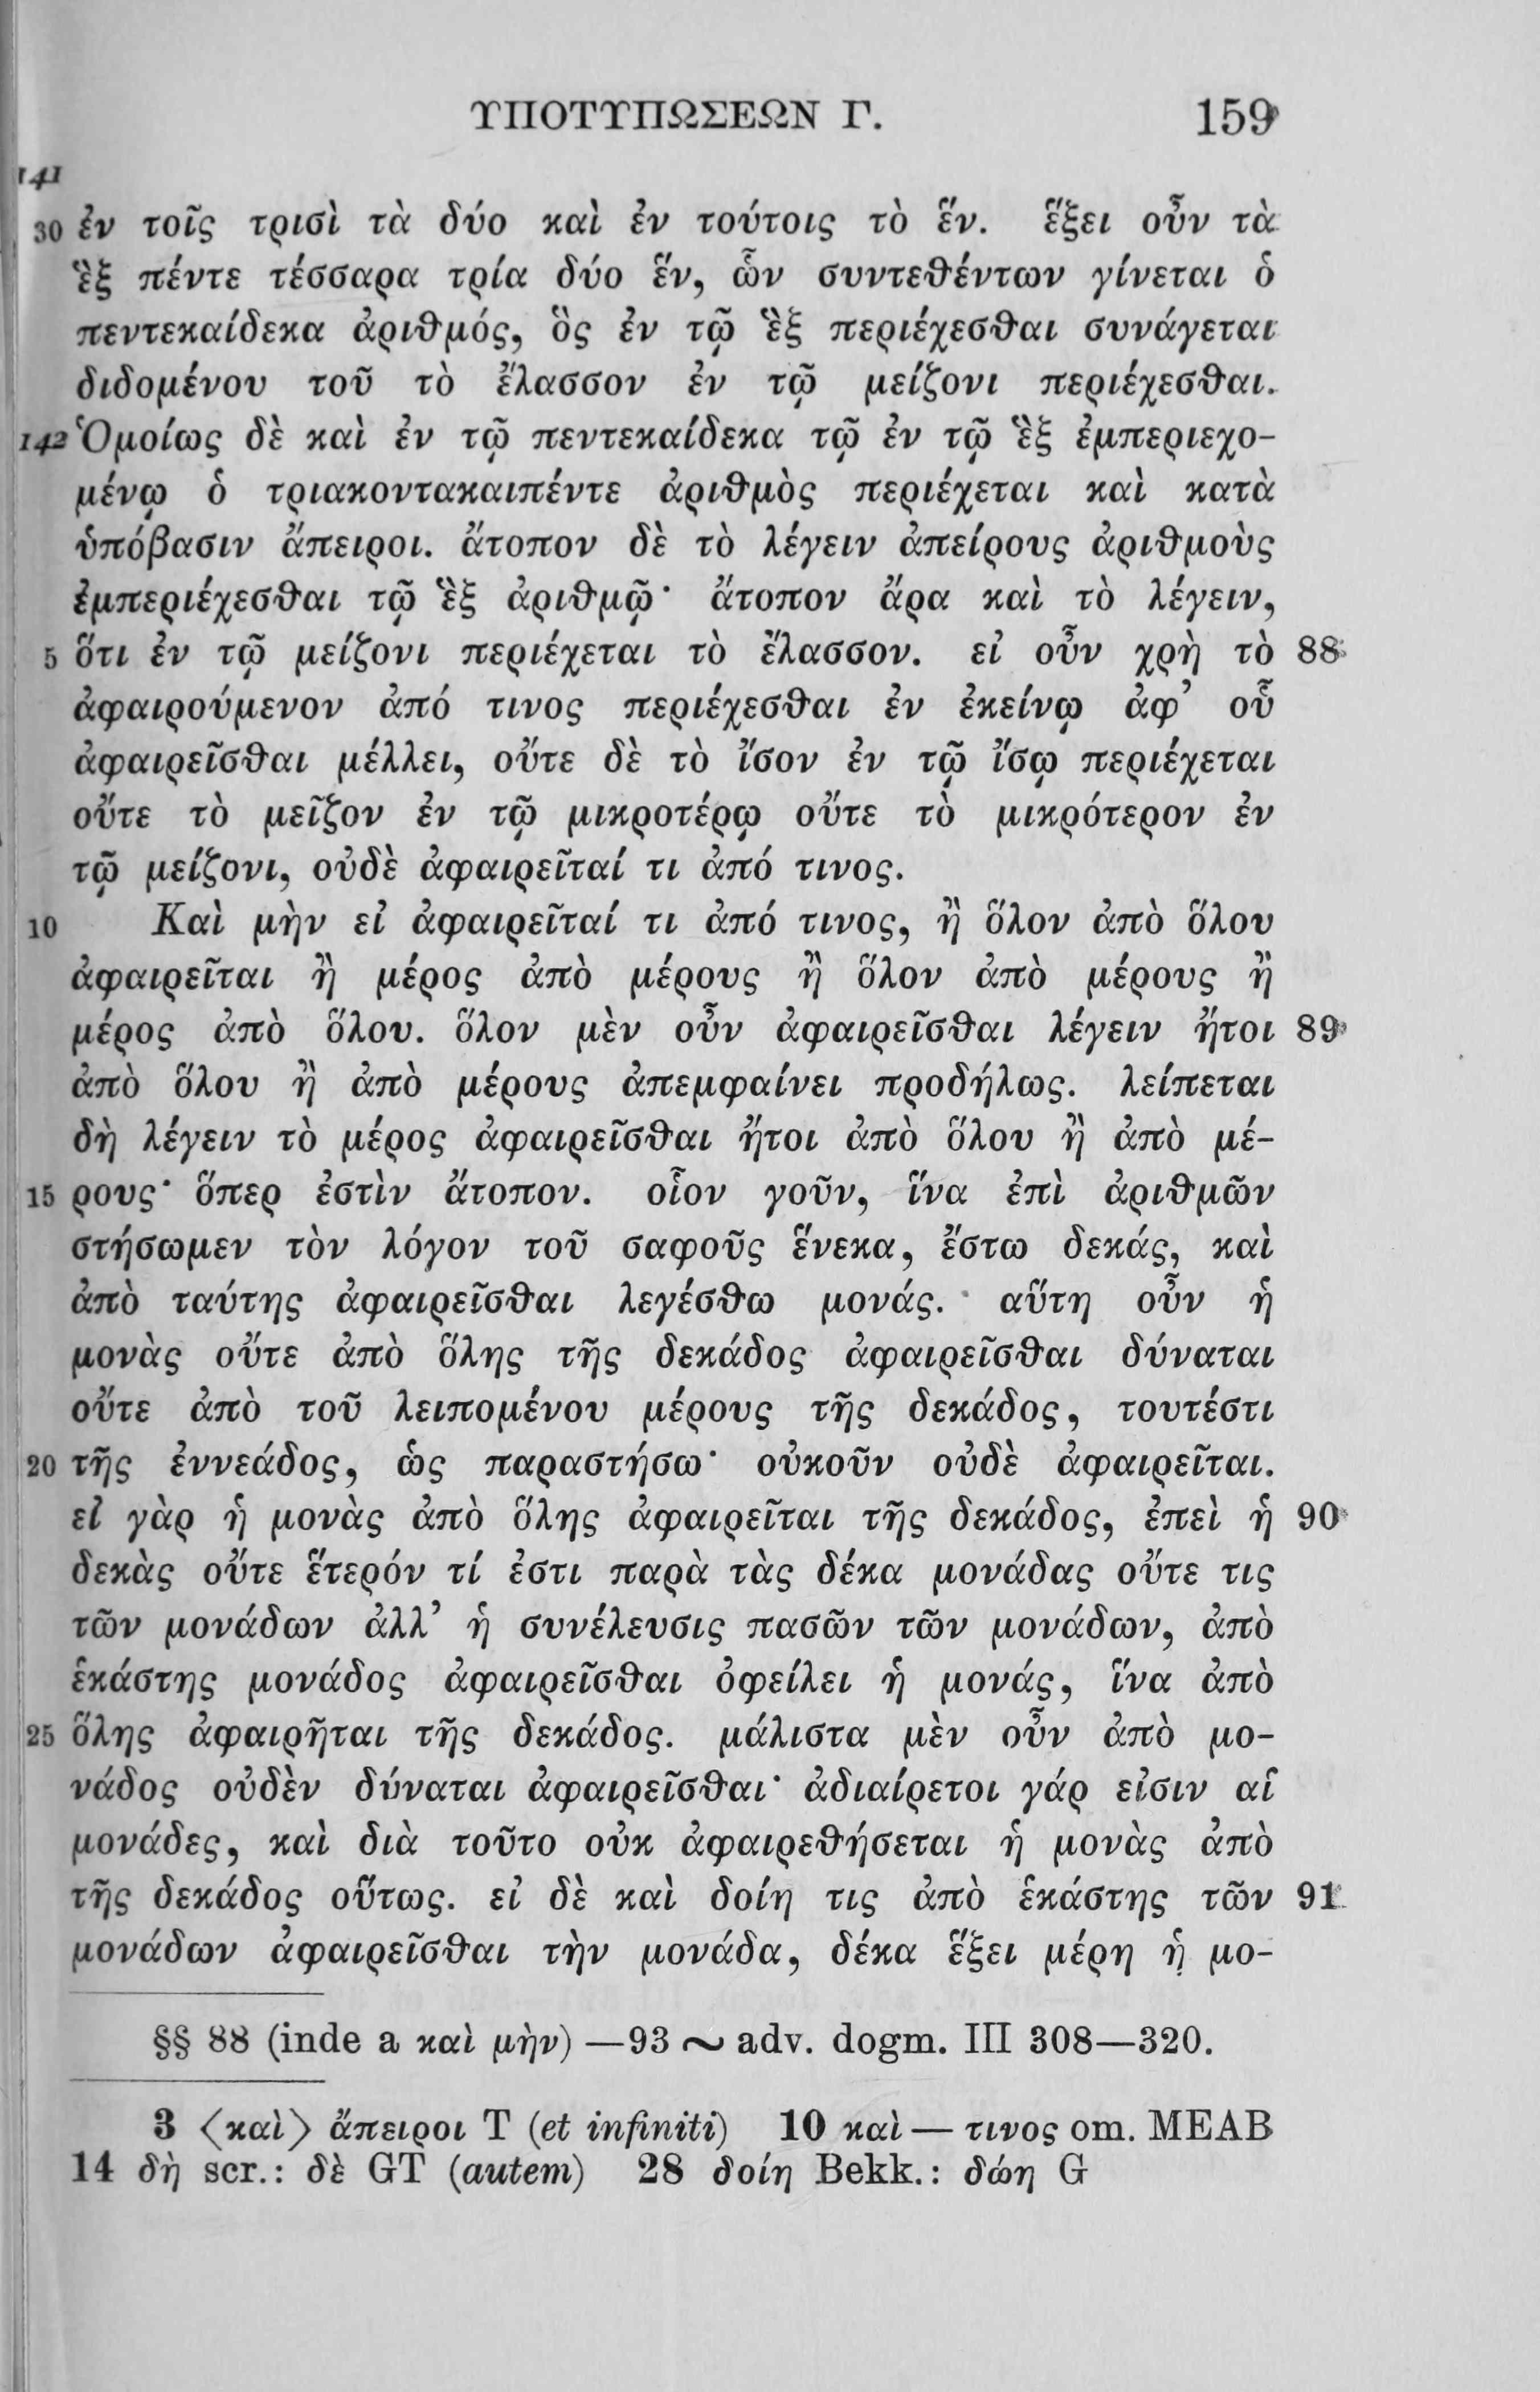 ΥΠΟΤΥΠΩΣΕΩΝ Γ. 159
141
30 ἐν τοῖς τρισὶ τὰ δύο καὶ ἐν τούτοις τὸ ἕν. ἕξει οὖν τὰ
ἓξ πέντε τέσσαρα τρία δύο ἕν, ὧν συντεθέντων γίνεται ὁ
πεντεκαίδεκα ἀριθμός, ὃς ἐν τῷ ἓξ περιέχεσθαι συνάγεται
διδομένου τοῦ τὸ ἔλασσον ἐν τῷ μείζονι περιέχεσθαι.
142 Ὁμοίως δὲ καὶ ἐν τῷ πεντεκαίδεκα τῷ ἐν τῷ ἓξ ἐμπεριεχο-
μένῳ ὁ τριακοντακαιπέντε ἀριθμὸς περιέχεται καὶ κατὰ
ὑπόβασιν ἄπειροι. ἄτοπον δὲ τὸ λέγειν ἀπείρους ἀριθμοὺς
ἐμπεριέχεσθαι τῷ ἓξ ἀριθμῷ· ἄτοπον ἄρα καὶ τὸ λέγειν,
5 ὅτι ἐν τῷ μείζονι περιέχεται τὸ ἔλασσον. εἰ οὖν χρὴ τὸ 88
ἀφαιρούμενον ἀπό τινος περιέχεσθαι ἐν ἐκείνῳ ἀφ’ οὗ
ἀφαιρεῖσθαι μέλλει, οὔτε δὲ τὸ ἴσον ἐν τῷ ἴσῳ περιέχεται
οὔτε τὸ μεῖζον ἐν τῷ μικροτέρῳ οὔτε τὸ μικρότερον ἐν
τῷ μείζονι, οὐδὲ ἀφαιρεῖταί τι ἀπό τινος.
10 Καὶ μὴν εἰ ἀφαιρεῖταί τι ἀπό τινος, ἢ ὅλον ἀπὸ ὅλου
ἀφαιρεῖται ἢ μέρος ἀπὸ μέρους ἢ ὅλον ἀπὸ μέρους ἢ
μέρος ἀπὸ ὅλου. ὅλον μὲν οὖν ἀφαιρεῖσθαι λέγειν ἤτοι 89
ἀπὸ ὅλου ἢ ἀπὸ μέρους ἀπεμφαίνει προδήλως. λείπεται
δὴ λέγειν τὸ μέρος ἀφαιρεῖσθαι ἤτοι ἀπὸ ὅλου ἢ ἀπὸ μέ-
15 ρους· ὅπερ ἐστὶν ἄτοπον. οἷον γοῦν, ἵνα ἐπὶ ἀριθμῶν
στήσωμεν τὸν λόγον τοῦ σαφοῦς ἕνεκα, ἔστω δεκάς, καὶ
ἀπὸ ταύτης ἀφαιρεῖσθαι λεγέσθω μονάς. αὕτη οὖν ἡ
μονὰς οὔτε ἀπὸ ὅλης τῆς δεκάδος ἀφαιρεῖσθαι δύναται
οὔτε ἀπὸ τοῦ λειπομένου μέρους τῆς δεκάδος, τουτέστι
20 τῆς ἐννεάδος, ὡς παραστήσω· οὐκοῦν οὐδὲ ἀφαιρεῖται.
εἰ γὰρ ἡ μονὰς ἀπὸ ὅλης ἀφαιρεῖται τῆς δεκάδος, ἐπεὶ ἡ 90
δεκὰς οὔτε ἕτερόν τί ἐστι παρὰ τὰς δέκα μονάδας οὔτε τις
τῶν μονάδων ἀλλ’ ἡ συνέλευσις πασῶν τῶν μονάδων, ἀπὸ
ἑκάστης μονάδος ἀφαιρεῖσθαι ὀφείλει ἡ μονάς, ἵνα ἀπὸ
25 ὅλης ἀφαιρῆται τῆς δεκάδος. μάλιστα μὲν οὖν ἀπὸ μο-
νάδος οὐδὲν δύναται ἀφαιρεῖσθαι· ἀδιαίρετοι γάρ εἰσιν αἱ
μονάδες, καὶ διὰ τοῦτο οὐκ ἀφαιρεθήσεται ἡ μονὰς ἀπὸ
τῆς δεκάδος οὕτως. εἰ δὲ καὶ δοίη τις ἀπὸ ἑκάστης τῶν 91
μονάδων ἀφαιρεῖσθαι τὴν μονάδα, δέκα ἕξει μέρη ἡ μο-
§§ 88 (inde a καὶ μὴν) —93 ~ adv. dogm. III 308—320.
3 ⟨καὶ⟩ ἄπειροι T (et infiniti) 10 καὶ — τινος om. MEAB
14 δὴ scr.: δὲ GT (autem) 28 δοίη Bekk.: δώη G